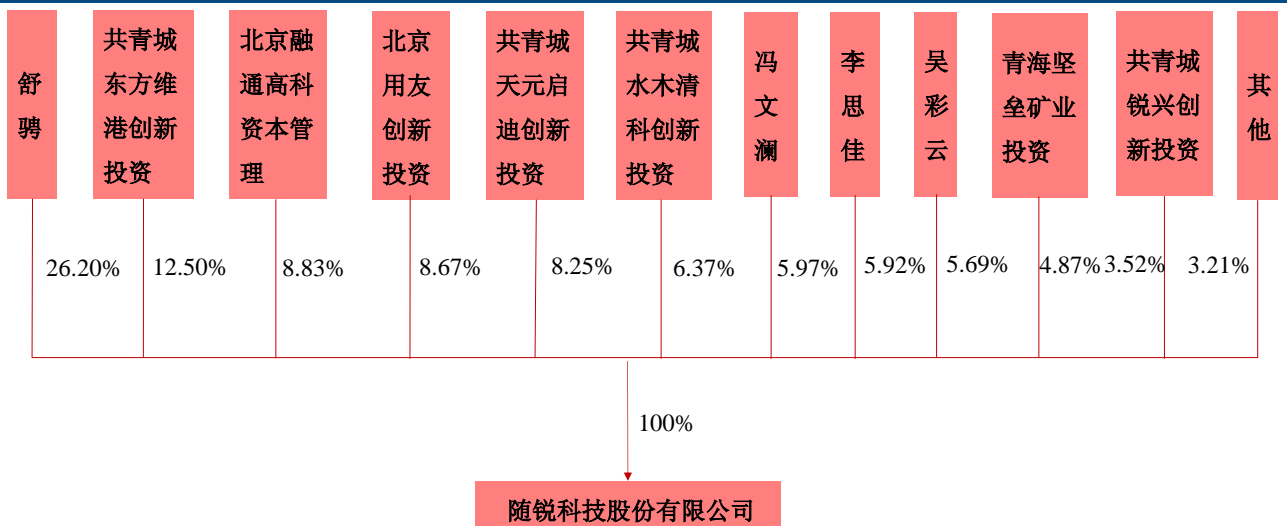 舒
骋
共青城
东方维
港创新
投资
北京融
通高科
资本管
理
北京
用友
创新
投资
共青城
天元启
迪创新
投资
共青城
水木清
科创新
投资
冯
文
澜
李
思
佳
吴
彩
云
青海坚
垒矿业
投资
共青城
锐兴创
新投资
其
他
26.20%
12.50%
8.83%
8.67%
8.25%
6.37%
5.97%
5.92%
5.69%
4.87%
3.52%
3.21%
100%
随锐科技股份有限公司